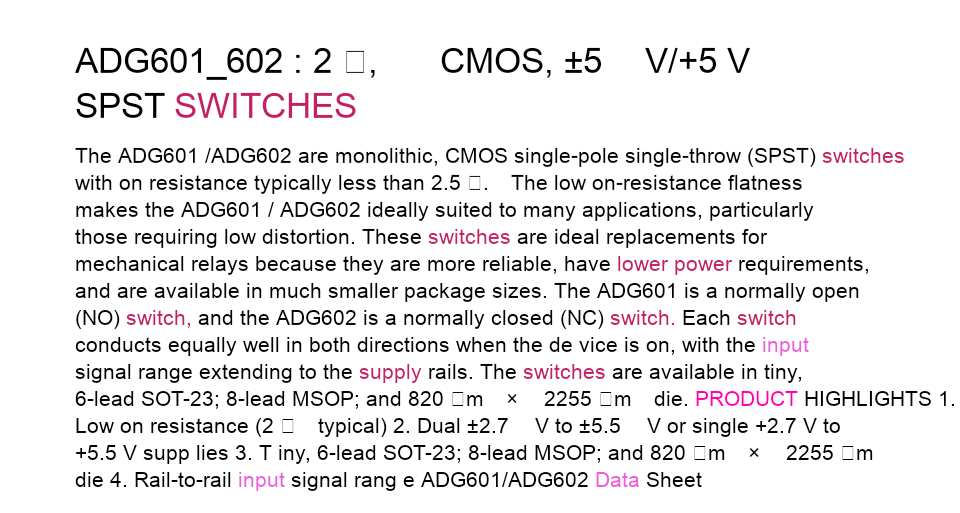 ADG601_602 : 2 □, CMOS, ±5 V/+5 V
SPST SWITCHES
The ADG601 /ADG602 are monolithic, CMOS single-pole single-throw (SPST) switches
with on resistance typically less than 2.5 □. The low on-resistance flatness
makes the ADG601 / ADG602 ideally suited to many applications, particularly
those requiring low distortion. These switches are ideal replacements for
mechanical relays because they are more reliable, have lower power requirements,
and are available in much smaller package sizes. The ADG601 is a normally open
(NO) switch, and the ADG602 is a normally closed (NC) switch. Each switch
conducts equally well in both directions when the de vice is on, with the input
signal range extending to the supply rails. The switches are available in tiny,
6-lead SOT-23; 8-lead MSOP; and 820 □m × 2255 □m die. PRODUCT HIGHLIGHTS 1.
Low on resistance (2 □ typical) 2. Dual ±2.7 V to ±5.5 V or single +2.7 V to
+5.5 V supp lies 3. T iny, 6-lead SOT-23; 8-lead MSOP; and 820 □m × 2255 □m
die 4. Rail-to-rail input signal rang e ADG601/ADG602 Data Sheet